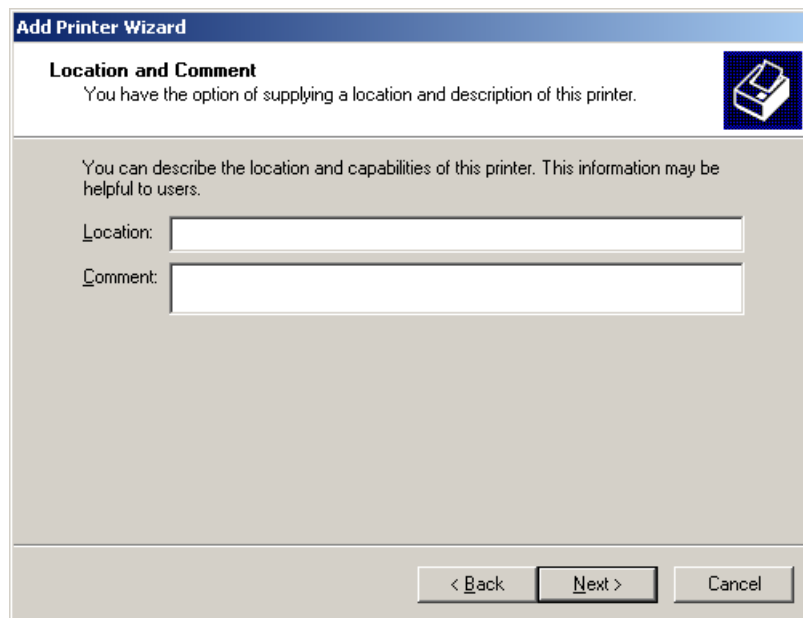 Add Printer Wizard
Location and Comment
You have the option of supplying a location and description of this printer.
You can describe the location and capabilities of this printer. This information may be
helpful to users.
Location:
Comment:
< Back Next > Cancel